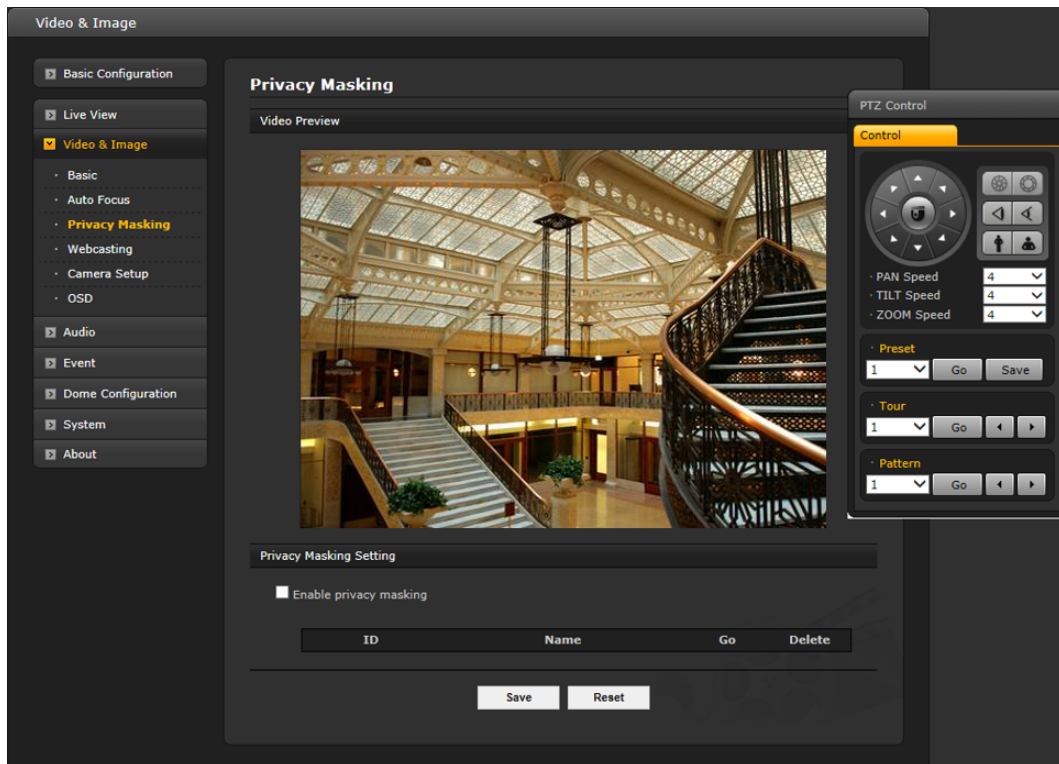 Video & Image
Basic Configuration
Live View
Video & Image
· Basic
· Auto Focus
· Privacy Masking
· Webcasting
· Camera Setup
· OSD
Audio
Event
Dome Configuration
System
About
Privacy Masking
Video Preview
Privacy Masking Setting
Enable privacy masking
ID Name Go Delete
Save Reset
PTZ Control
Control
· PAN Speed 4
· TILT Speed 4
· ZOOM Speed 4
· Preset
1 Go Save
· Tour
1 Go
· Pattern
1 Go